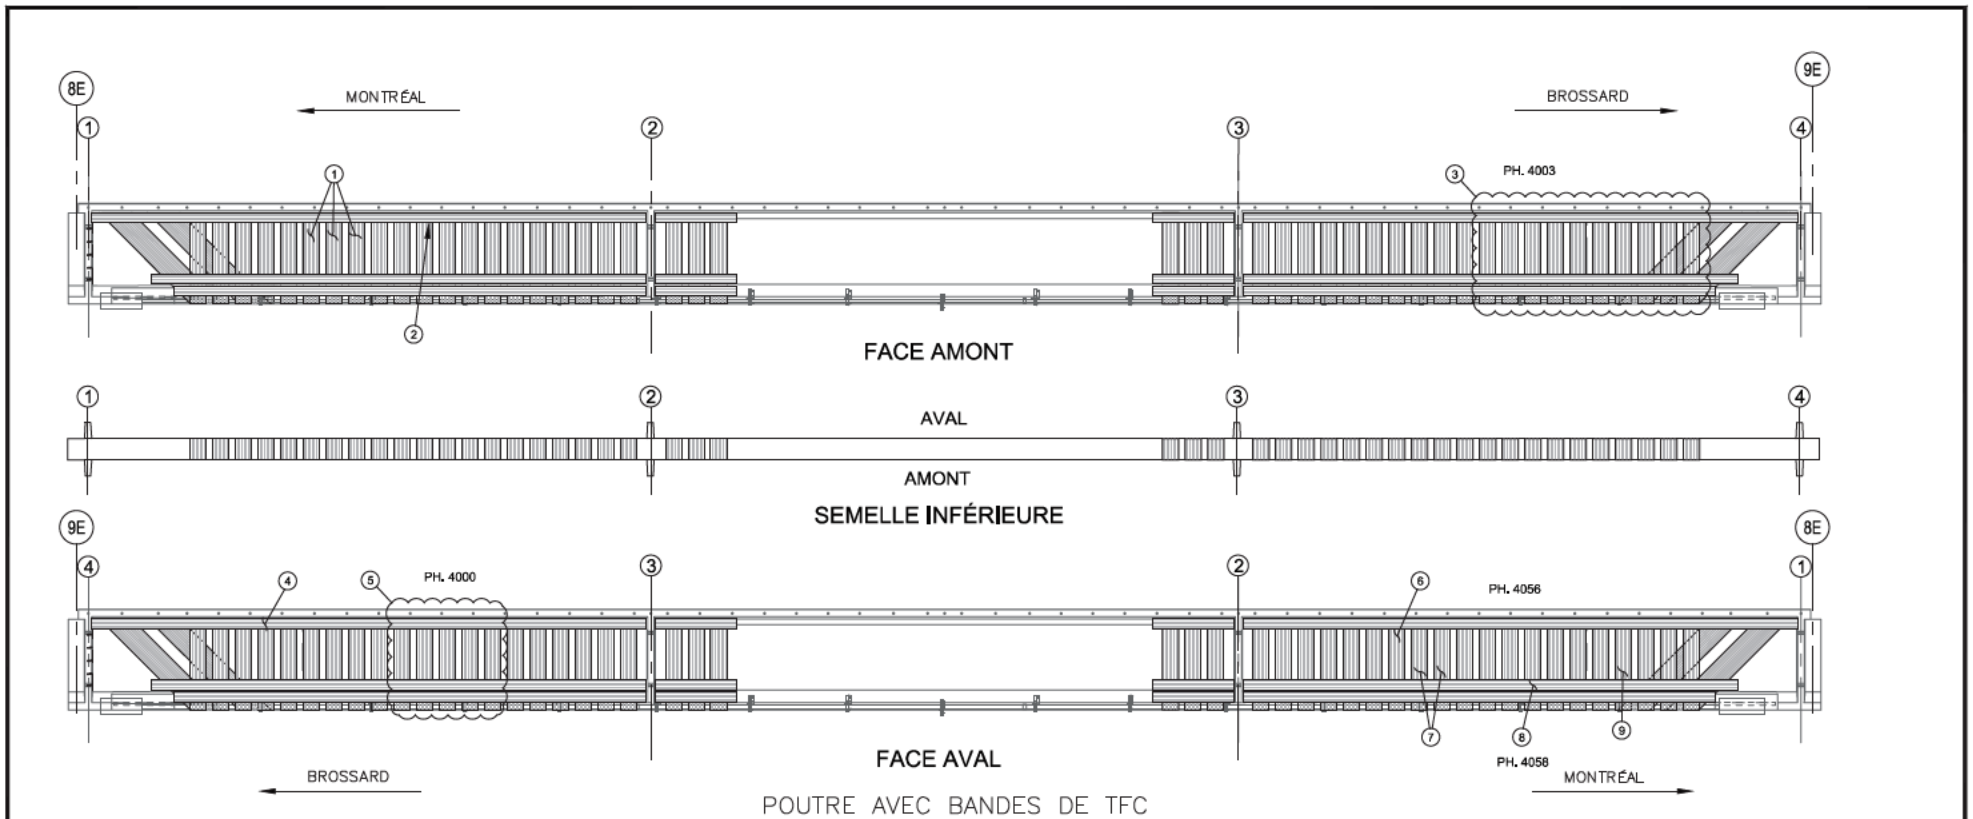 8E
9E
MONTRÉAL
BROSSARD
1
2
3
4
1
3
PH. 4003
2
FACE AMONT
1
2
3
4
AVAL
AMONT
SEMELLE INFÉRIEURE
9E
8E
4
3
2
1
4
5
PH. 4000
6
PH. 4056
7
8
9
FACE AVAL
PH. 4058
BROSSARD
MONTRÉAL
POUTRE AVEC BANDES DE TFC